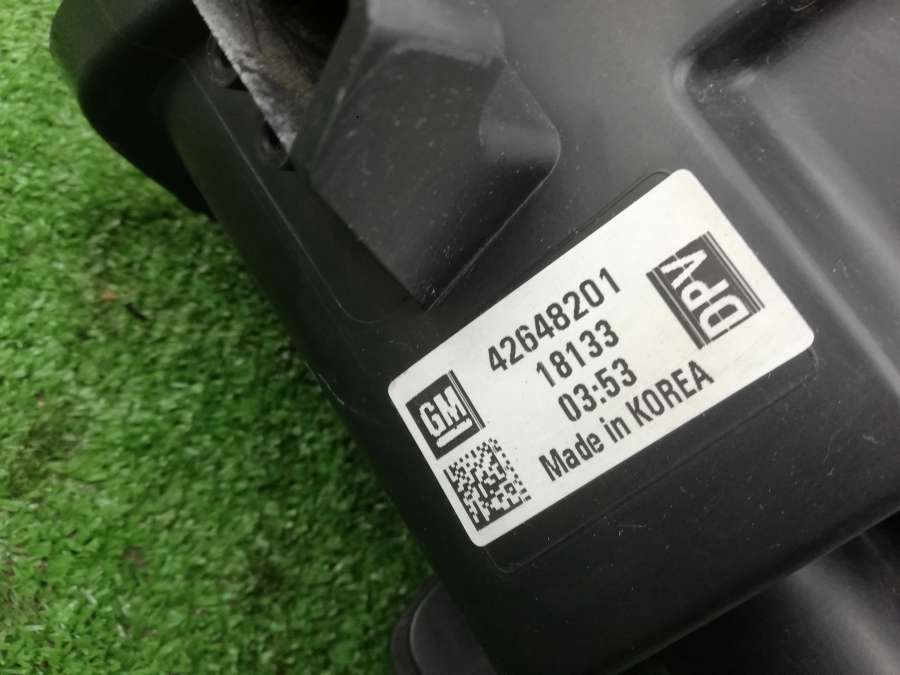 42648201
18133
03:53
Made in KOREA
GM
DPV